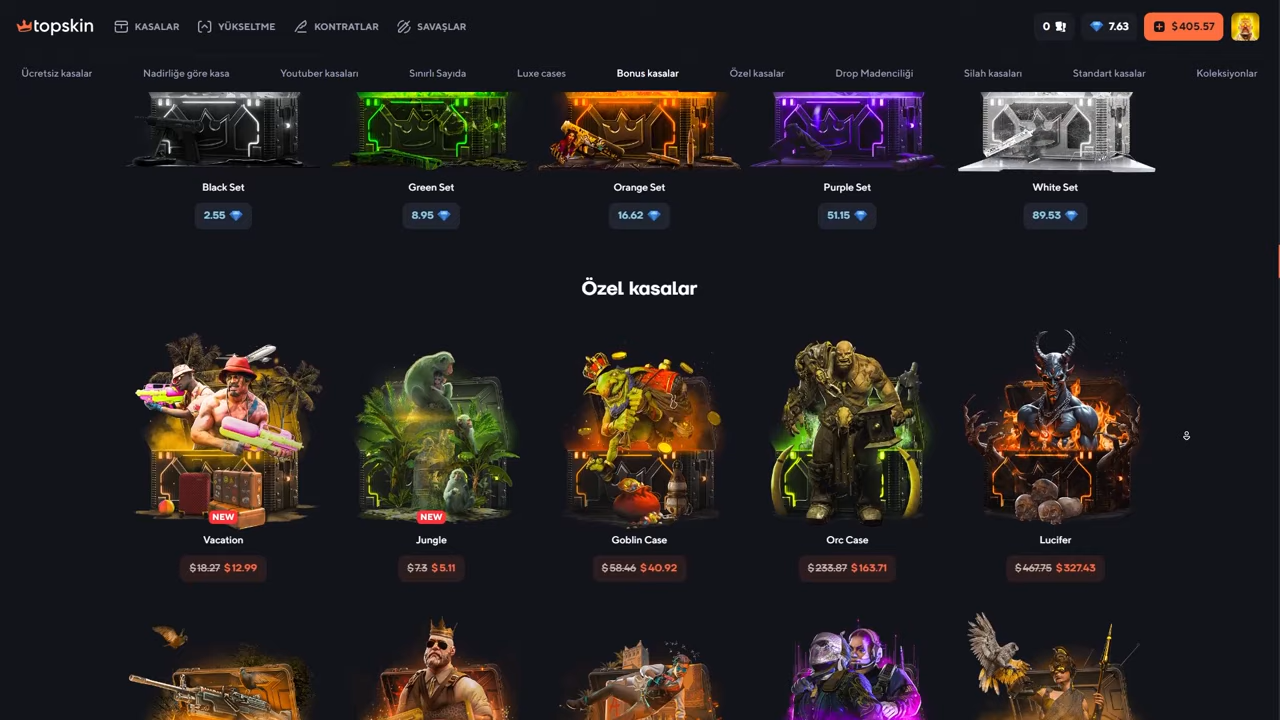 topskin KASALAR YÜKSELTME KONTRATLAR SAVAŞLAR 0 7.63 $405.57
Ücretsiz kasalar Nadirliğe göre kasa Youtuber kasaları Sınırlı Sayıda Luxe cases Bonus kasalar Özel kasalar Drop Madenciliği Silah kasaları Standart kasalar Koleksiyonlar
Black Set Green Set Orange Set Purple Set White Set
2.55 8.95 16.62 51.15 89.53
Özel kasalar
NEW NEW
Vacation Jungle Goblin Case Orc Case Lucifer
$18.27 $12.99 $7.3 $5.11 $58.46 $40.92 $233.87 $163.71 $467.75 $327.43